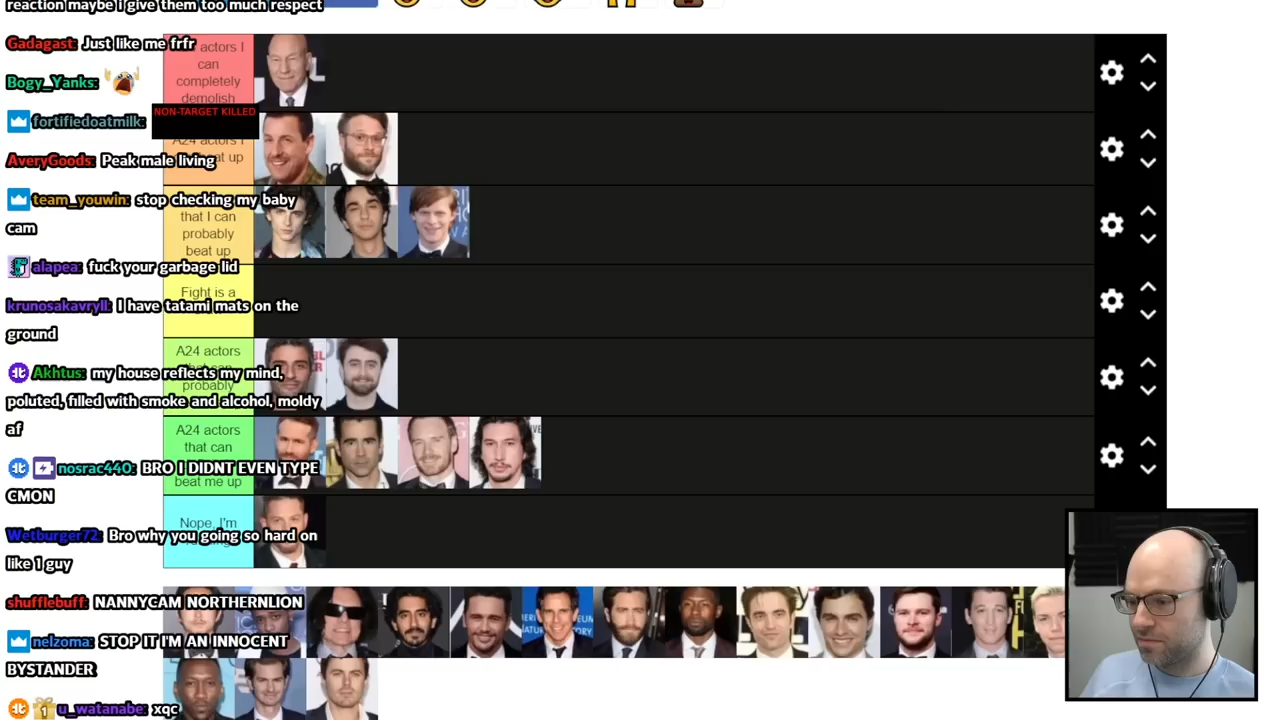 reaction maybe i give them too much respect
Gadagast: Just like me frfr
actors I
can
completely
demolish
Bogy_Yanks:
NON-TARGET KILLED
fortifiedoatmilk:
A24 actors I
eat up
AveryGoods: Peak male living
team_youwin: stop checking my baby
cam
that I can
probably
beat up
alapea: fuck your garbage lid
Fight is a
krunosakavryll: I have tatami mats on the
ground
A24 actors
probably
Akhtus: my house reflects my mind,
poluted, filled with smoke and alcohol, moldy
af
A24 actors
that can
beat me up
nosrac440: BRO I DIDNT EVEN TYPE
CMON
Nope, I'm
Wetburger72: Bro why you going so hard on
like 1 guy
shufflebuff: NANNYCAM NORTHERNLION
nelzoma: STOP IT I'M AN INNOCENT
BYSTANDER
1
u_watanabe: xqc